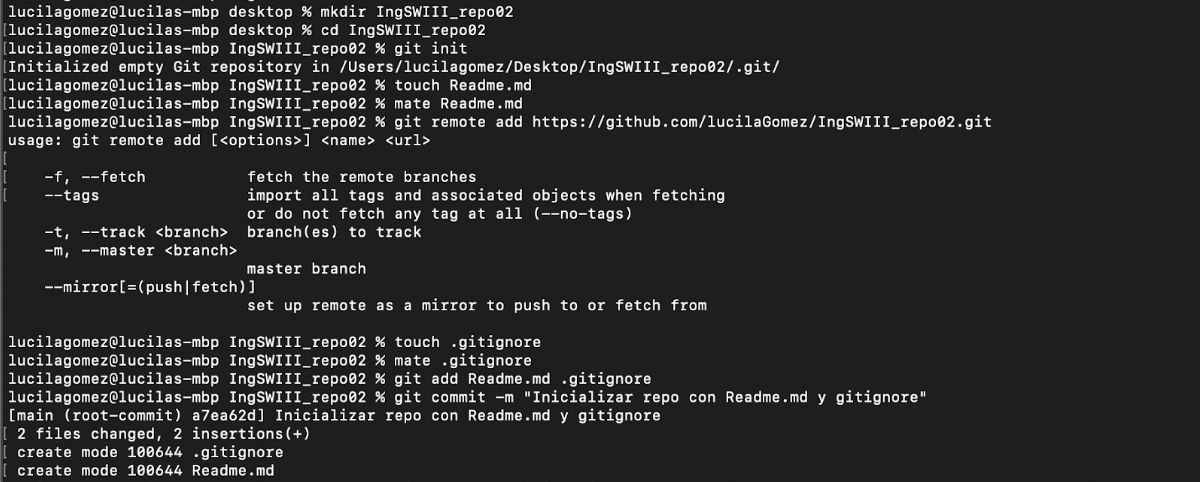 lucilagomez@lucilas-mbp desktop % mkdir IngSWIII_repo02
[lucilagomez@lucilas-mbp desktop % cd IngSWIII_repo02
[lucilagomez@lucilas-mbp IngSWIII_repo02 % git init
[Initialized empty Git repository in /Users/lucilagomez/Desktop/IngSWIII_repo02/.git/
[lucilagomez@lucilas-mbp IngSWIII_repo02 % touch Readme.md
[lucilagomez@lucilas-mbp IngSWIII_repo02 % mate Readme.md
lucilagomez@lucilas-mbp IngSWIII_repo02 % git remote add https://github.com/lucilaGomez/IngSWIII_repo02.git
usage: git remote add [<options>] <name> <url>
[
[    -f, --fetch           fetch the remote branches
[    --tags                import all tags and associated objects when fetching
                           or do not fetch any tag at all (--no-tags)
    -t, --track <branch>  branch(es) to track
    -m, --master <branch>
                          master branch
    --mirror[=(push|fetch)]
                          set up remote as a mirror to push to or fetch from
lucilagomez@lucilas-mbp IngSWIII_repo02 % touch .gitignore
lucilagomez@lucilas-mbp IngSWIII_repo02 % mate .gitignore
[lucilagomez@lucilas-mbp IngSWIII_repo02 % git add Readme.md .gitignore
[lucilagomez@lucilas-mbp IngSWIII_repo02 % git commit -m "Inicializar repo con Readme.md y gitignore"
[main (root-commit) a7ea62d] Inicializar repo con Readme.md y gitignore
[ 2 files changed, 2 insertions(+)
[ create mode 100644 .gitignore
[ create mode 100644 Readme.md